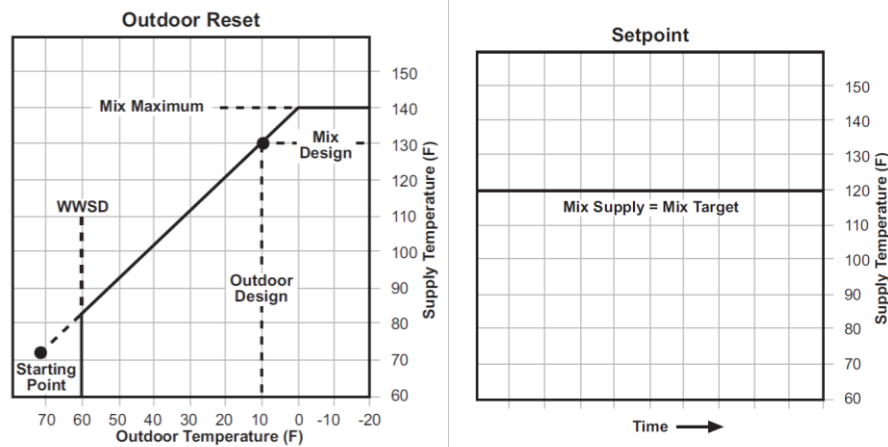 Outdoor Reset
150
Mix Maximum
140
Mix
Design
130
120
WWSD
110
100
Outdoor
Design
90
80
Starting
Point
70
60
Supply Temperature (F)
70 60 50 40 30 20 10 0 -10 -20
Outdoor Temperature (F)
Setpoint
150
140
130
120
Mix Supply = Mix Target
110
100
90
80
70
60
Supply Temperature (F)
Time